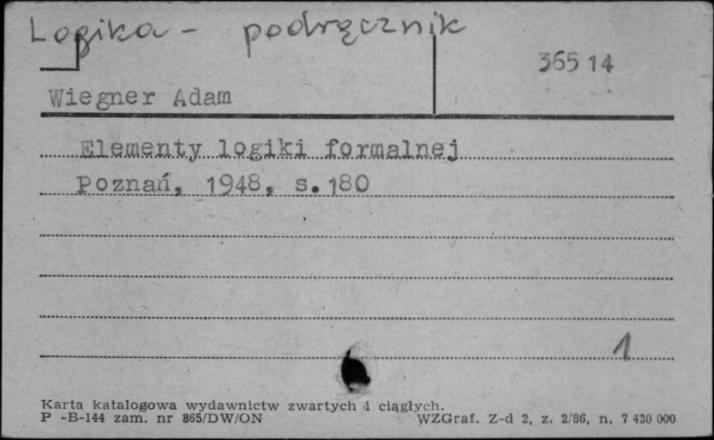 Logika - podręcznik
365 14
Wiegner Adam
Elementy logiki formalnej
Poznań, 1948, s. 180
1
Karta katalogowa wydawnictw zwartych i ciągłych.
P -B-144 zam. nr 865/DW/ON WZGraf. Z-d 2, z. 2/86, n. 7 430 000